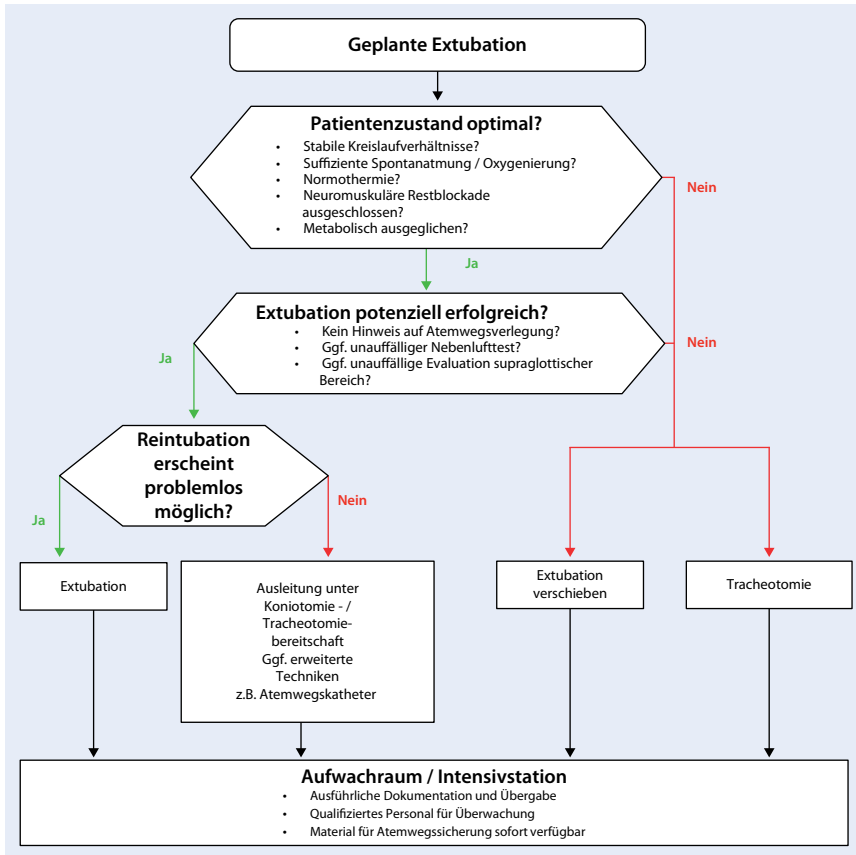 Geplante Extubation
Patientenzustand optimal?
• Stabile Kreislaufverhältnisse?
• Suffiziente Spontanatmung / Oxygenierung?
• Normothermie?
• Neuromuskuläre Restblockade
ausgeschlossen?
• Metabolisch ausgeglichen?
Nein
Ja
Extubation potenziell erfolgreich?
• Kein Hinweis auf Atemwegsverlegung?
• Ggf. unauffälliger Nebenlufttest?
• Ggf. unauffällige Evaluation supraglottischer
Bereich?
Ja
Nein
Reintubation
erscheint
problemlos
möglich?
Ja
Nein
Extubation
Ausleitung unter
Koniotomie - /
Tracheotomie-
bereitschaft
Ggf. erweiterte
Techniken
z.B. Atemwegskatheter
Extubation
verschieben
Tracheotomie
Aufwachraum / Intensivstation
• Ausführliche Dokumentation und Übergabe
• Qualifiziertes Personal für Überwachung
• Material für Atemwegssicherung sofort verfügbar